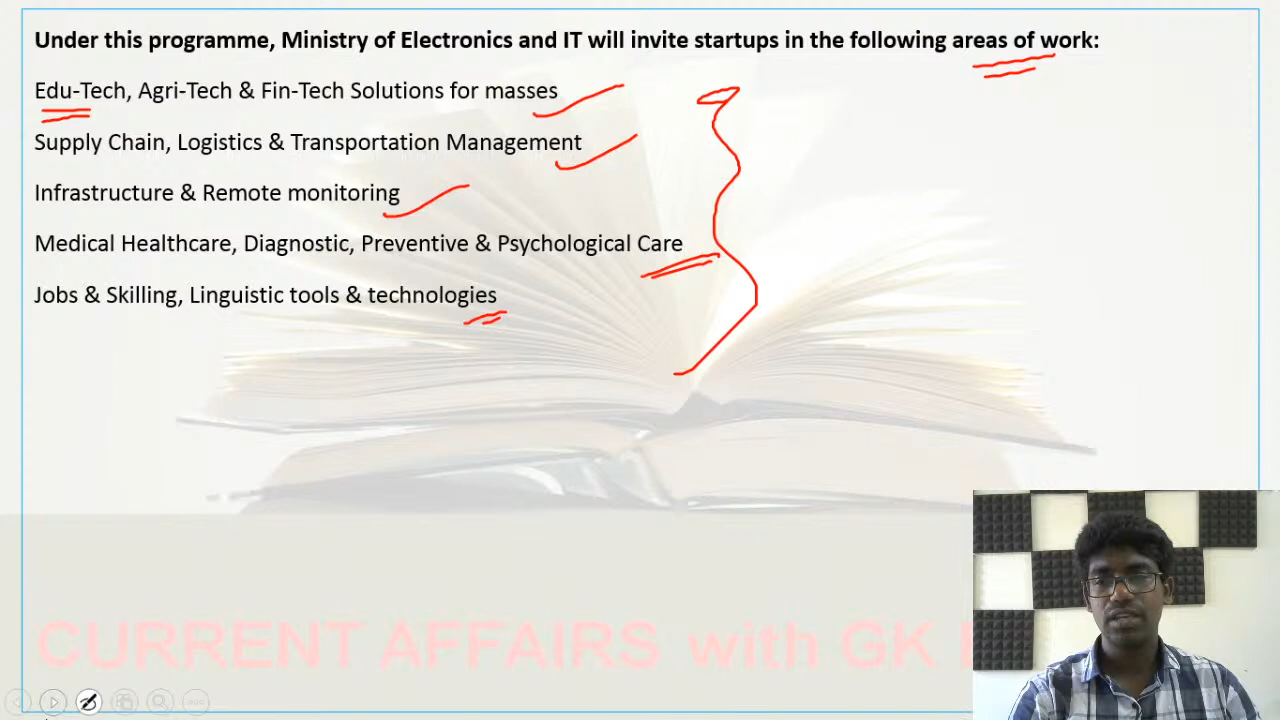 Under this programme, Ministry of Electronics and IT will invite startups in the following areas of work:
Edu-Tech, Agri-Tech & Fin-Tech Solutions for masses
Supply Chain, Logistics & Transportation Management
Infrastructure & Remote monitoring
Medical Healthcare, Diagnostic, Preventive & Psychological Care
Jobs & Skilling, Linguistic tools & technologies
CURRENT AFFAIRS with GK